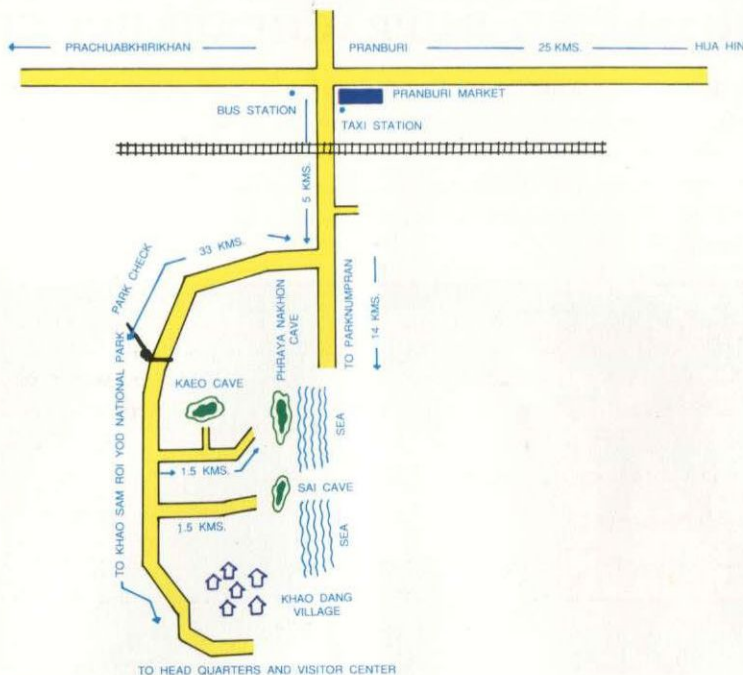 PRACHUABKHIRIKHAN
PRANBURI
25 KMS.
HUA HIN
BUS STATION
PRANBURI MARKET
TAXI STATION
5 KMS.
33 KMS.
PARK CHECK
TO KHAO SAM ROI YOD NATIONAL PARK
TO PARKNUMPRAN
14 KMS.
PHRAYA NAKHON
CAVE
KAEO CAVE
SEA
1.5 KMS.
SAI CAVE
1.5 KMS.
SEA
KHAO DANG
VILLAGE
TO HEAD QUARTERS AND VISITOR CENTER